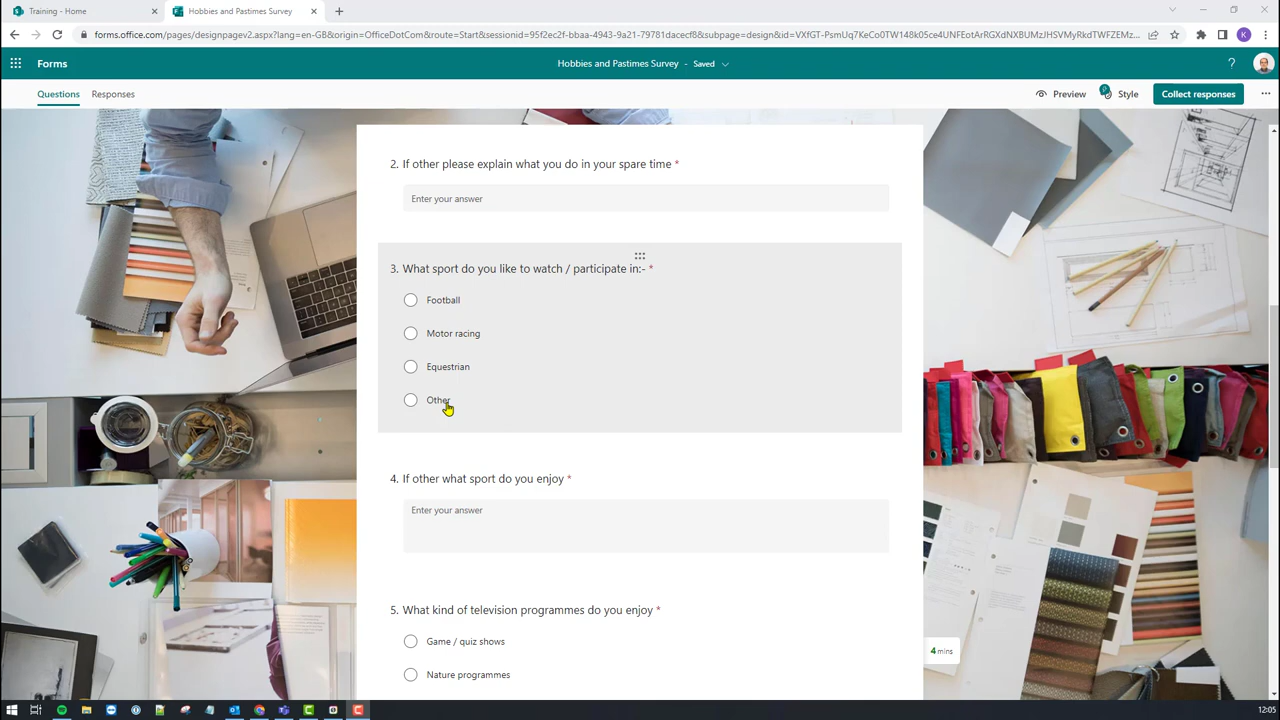 Training - Home
Hobbies and Pastimes Survey
forms.office.com/pages/designpagev2.aspx?lang=en-GB&origin=OfficeDotCom&route=Start&sessionid=95f2ec2f-bbaa-4943-9a21-79781dacecf8&subpage=design&id=VXfGT-PsmUq7KeCo0TW148k05ce4UNFEotArRGXdNXBUMzJHSVMyRkdTWFZEMz...
K
Forms
Hobbies and Pastimes Survey - Saved
?
Questions
Responses
Preview
Style
Collect responses
...
2. If other please explain what you do in your spare time *
Enter your answer
3. What sport do you like to watch / participate in:- *
Football
Motor racing
Equestrian
Other
4. If other what sport do you enjoy *
Enter your answer
5. What kind of television programmes do you enjoy *
Game / quiz shows
Nature programmes
4 mins
12:05